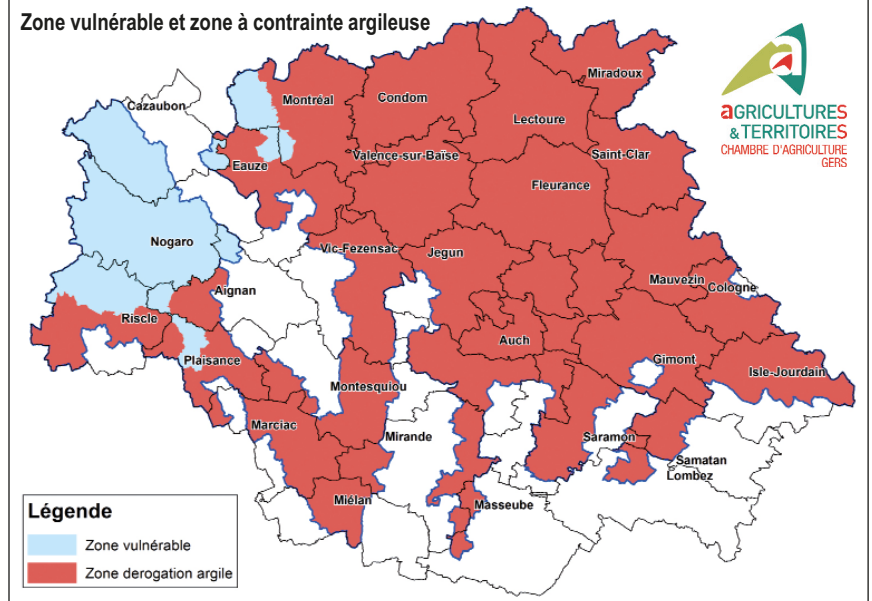 Zone vulnérable et zone à contrainte argileuse
AGRICULTURES
& TERRITOIRES
CHAMBRE D'AGRICULTURE
GERS
Miradoux
Cazaubon
Montréal
Condom
Lectoure
Eauze
Valence-sur-Baïse
Saint-Clar
Fleurance
Nogaro
Vic-Fezensac
Jegun
Mauvezin
Cologne
Aignan
Riscle
Auch
Plaisance
Gimont
Isle-Jourdain
Montesquiou
Marciac
Mirande
Saramon
Samatan
Lombez
Miélan
Masseube
Légende
Zone vulnérable
Zone derogation argile